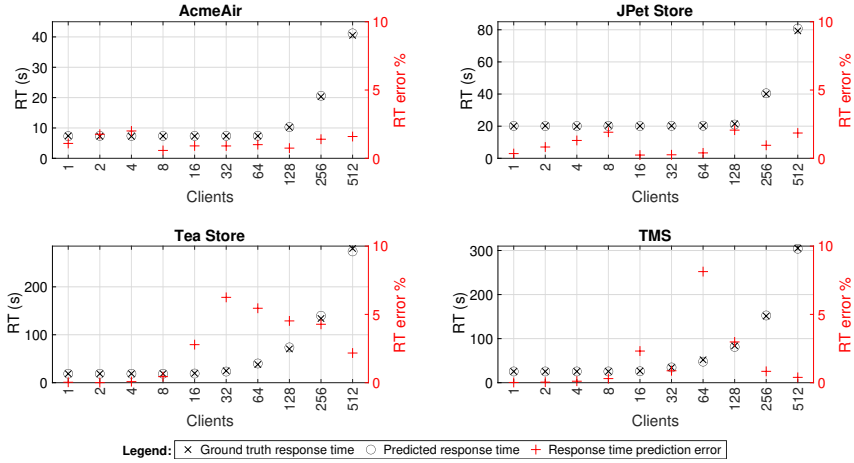 AcmeAir
RT (s)
0
10
20
30
40
0
5
10
RT error %
1 2 4 8 16 32 64 128 256 512
Clients
JPet Store
RT (s)
0
20
40
60
80
0
5
10
RT error %
1 2 4 8 16 32 64 128 256 512
Clients
Tea Store
RT (s)
0
100
200
0
5
10
RT error %
1 2 4 8 16 32 64 128 256 512
Clients
TMS
RT (s)
0
100
200
300
0
5
10
RT error %
1 2 4 8 16 32 64 128 256 512
Clients
Legend: Ground truth response time Predicted response time Response time prediction error